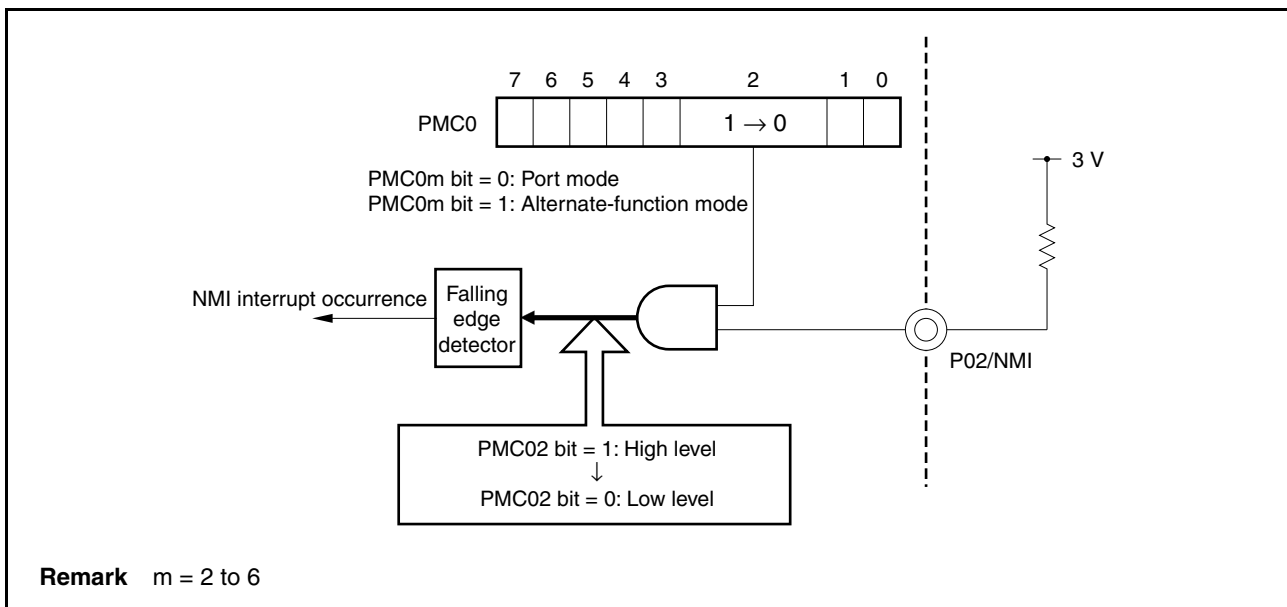 7 6 5 4 3 2 1 0
PMC0
1 → 0
3 V
PMC0m bit = 0: Port mode
PMC0m bit = 1: Alternate-function mode
NMI interrupt occurrence
Falling
edge
detector
P02/NMI
PMC02 bit = 1: High level
↓
PMC02 bit = 0: Low level
Remark m = 2 to 6